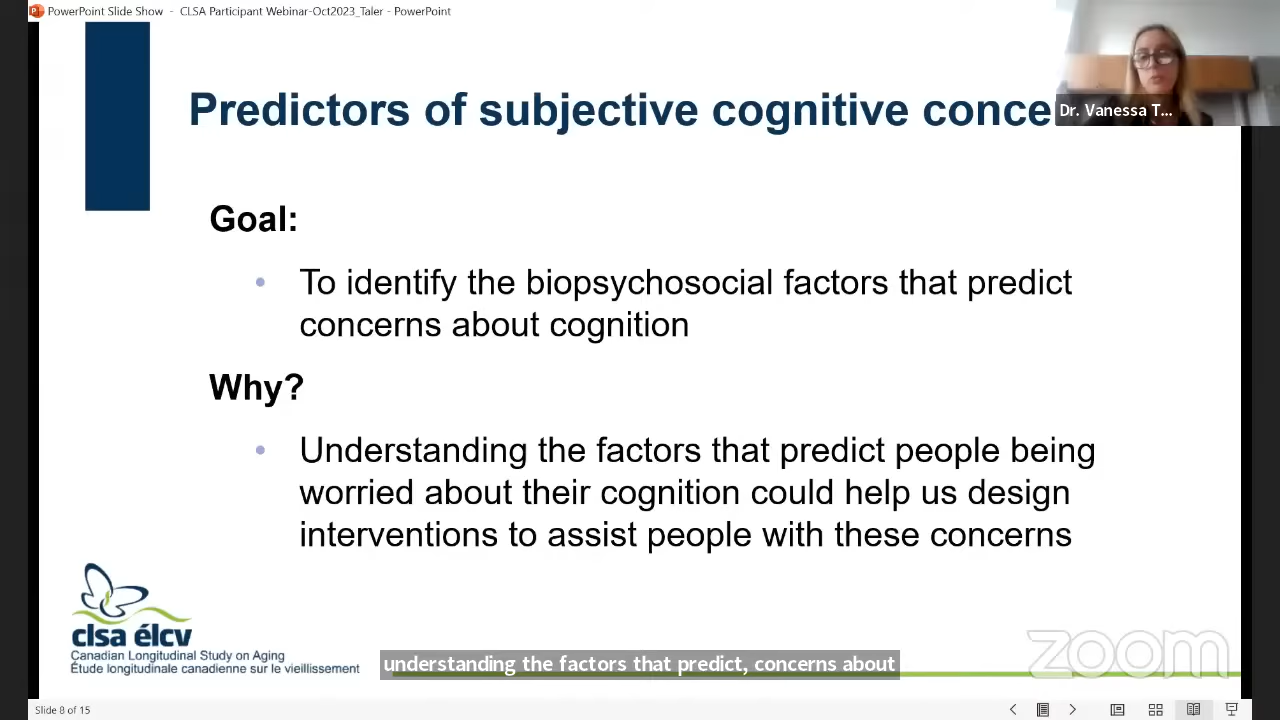 PowerPoint Slide Show - CLSA Participant Webinar-Oct2023_Taler - PowerPoint
Predictors of subjective cognitive conce
Dr. Vanessa T...
Goal:
• To identify the biopsychosocial factors that predict
concerns about cognition
Why?
• Understanding the factors that predict people being
worried about their cognition could help us design
interventions to assist people with these concerns
clsa élcv
Canadian Longitudinal Study on Aging
Étude longitudinale canadienne sur le vieillissement
understanding the factors that predict, concerns about
zoom
Slide 8 of 15